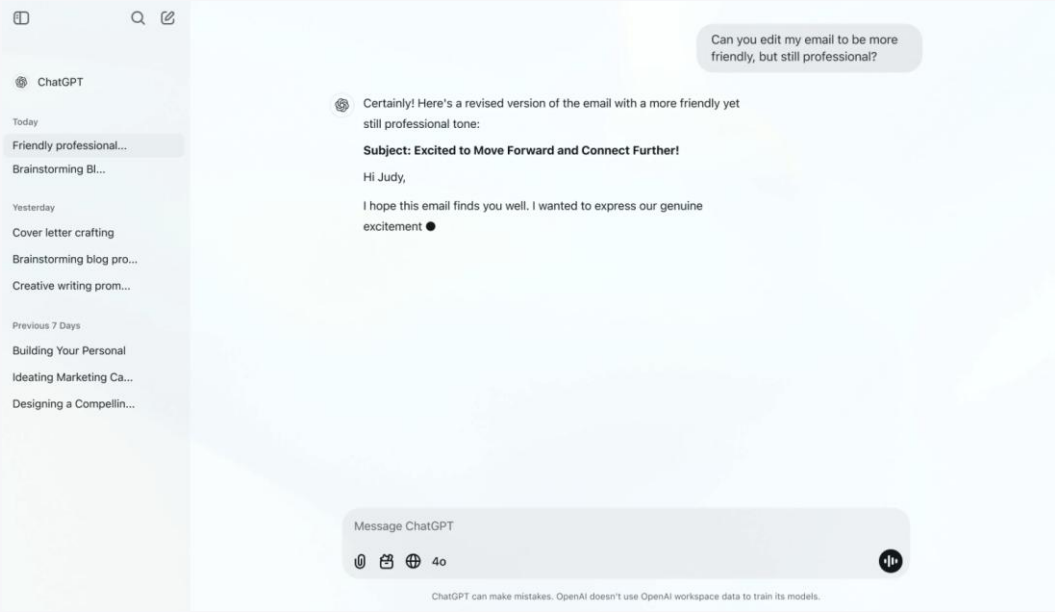 ChatGPT
Today
Friendly professional...
Brainstorming Bl...
Yesterday
Cover letter crafting
Brainstorming blog pro...
Creative writing prom...
Previous 7 Days
Building Your Personal
Ideating Marketing Ca...
Designing a Compellin...
Can you edit my email to be more
friendly, but still professional?
Certainly! Here's a revised version of the email with a more friendly yet
still professional tone:
Subject: Excited to Move Forward and Connect Further!
Hi Judy,
I hope this email finds you well. I wanted to express our genuine
excitement
Message ChatGPT
4o
ChatGPT can make mistakes. OpenAI doesn't use OpenAI workspace data to train its models.